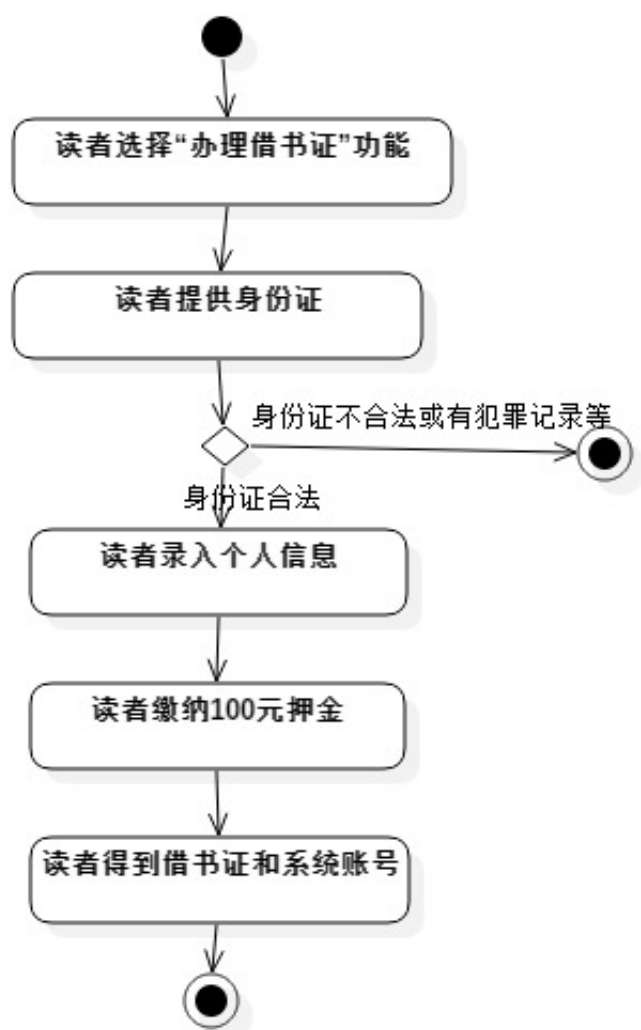 读者选择“办理借书证”功能
读者提供身份证
身份证不合法或有犯罪记录等
身份证合法
读者录入个人信息
读者缴纳100元押金
读者得到借书证和系统账号